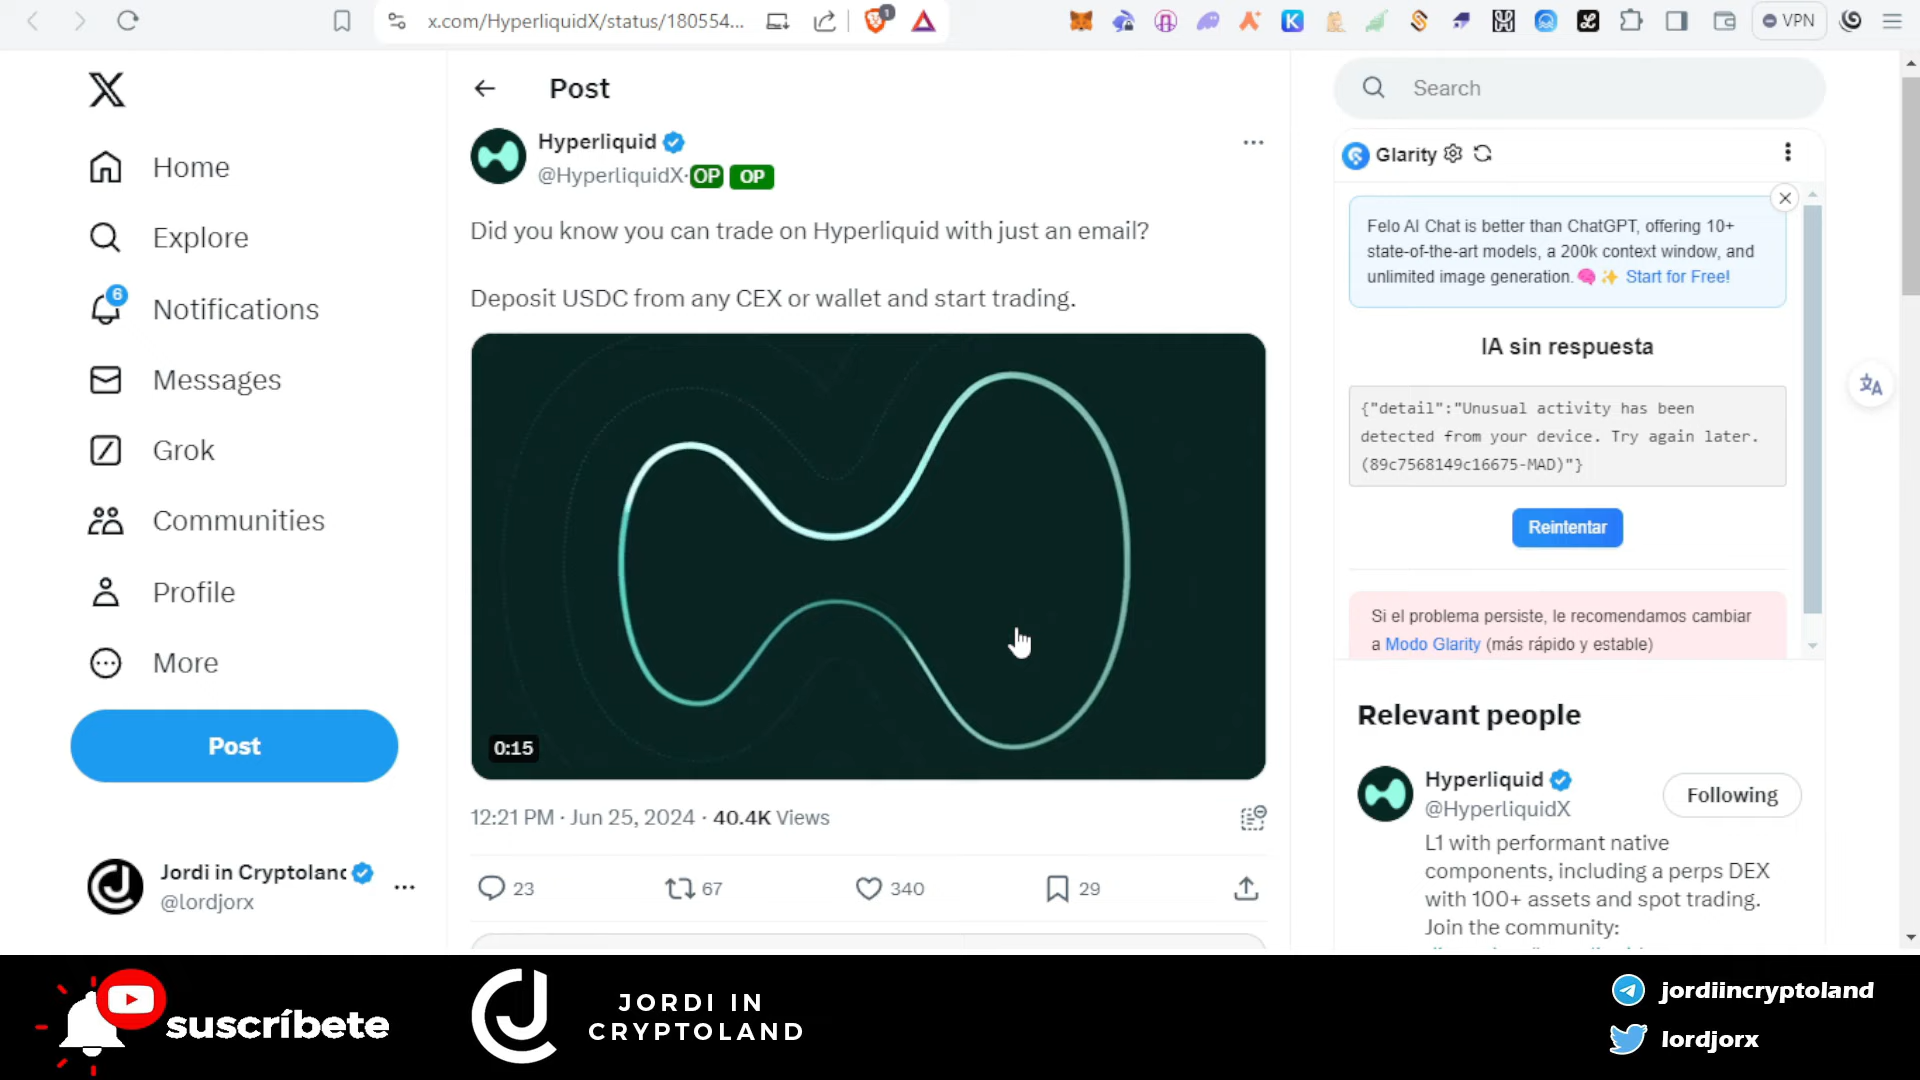 x.com/HyperliquidX/status/180554...
1
VPN
Post
Search
Hyperliquid
@HyperliquidX·OP OP
Glarity
Home
Explore
6
Notifications
Messages
Grok
Communities
Profile
More
Post
Jordi in Cryptolanc
@lordjorx
Did you know you can trade on Hyperliquid with just an email?
Deposit USDC from any CEX or wallet and start trading.
0:15
12:21 PM · Jun 25, 2024 · 40.4K Views
23
67
340
29
Felo AI Chat is better than ChatGPT, offering 10+
state-of-the-art models, a 200k context window, and
unlimited image generation.🧠✨ Start for Free!
IA sin respuesta
{"detail":"Unusual activity has been
detected from your device. Try again later.
(89c7568149c16675-MAD)"}
Reintentar
Si el problema persiste, le recomendamos cambiar
a Modo Glarity (más rápido y estable)
Relevant people
Hyperliquid
@HyperliquidX
Following
L1 with performant native
components, including a perps DEX
with 100+ assets and spot trading.
Join the community:
suscríbete
JORDI IN
CRYPTOLAND
jordiincryptoland
lordjorx